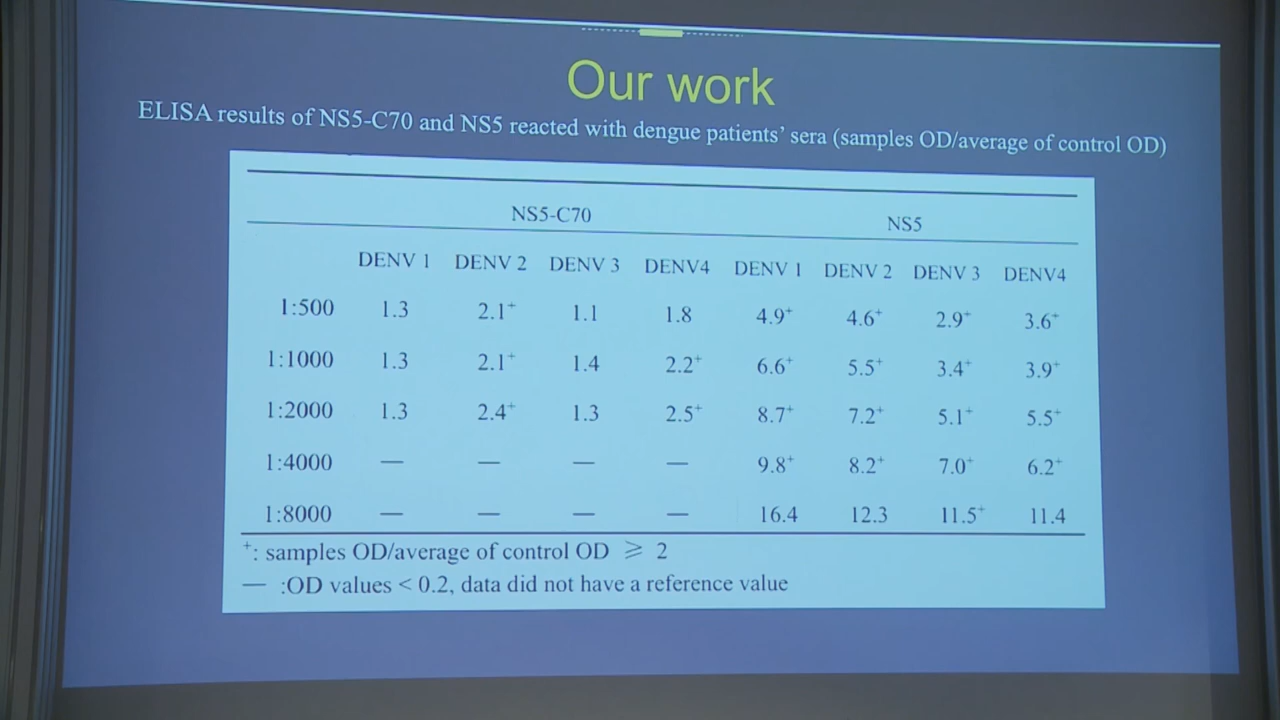 Our work
ELISA results of NS5-C70 and NS5 reacted with dengue patients' sera (samples OD/average of control OD)
NS5-C70 NS5
DENV 1 DENV 2 DENV 3 DENV4 DENV 1 DENV 2 DENV 3 DENV4
1:500 1.3 2.1⁺ 1.1 1.8 4.9⁺ 4.6⁺ 2.9⁺ 3.6⁺
1:1000 1.3 2.1⁺ 1.4 2.2⁺ 6.6⁺ 5.5⁺ 3.4⁺ 3.9⁺
1:2000 1.3 2.4⁺ 1.3 2.5⁺ 8.7⁺ 7.2⁺ 5.1⁺ 5.5⁺
1:4000 — — — — 9.8⁺ 8.2⁺ 7.0⁺ 6.2⁺
1:8000 — — — — 16.4 12.3 11.5⁺ 11.4
⁺: samples OD/average of control OD ⩾ 2
— :OD values < 0.2, data did not have a reference value